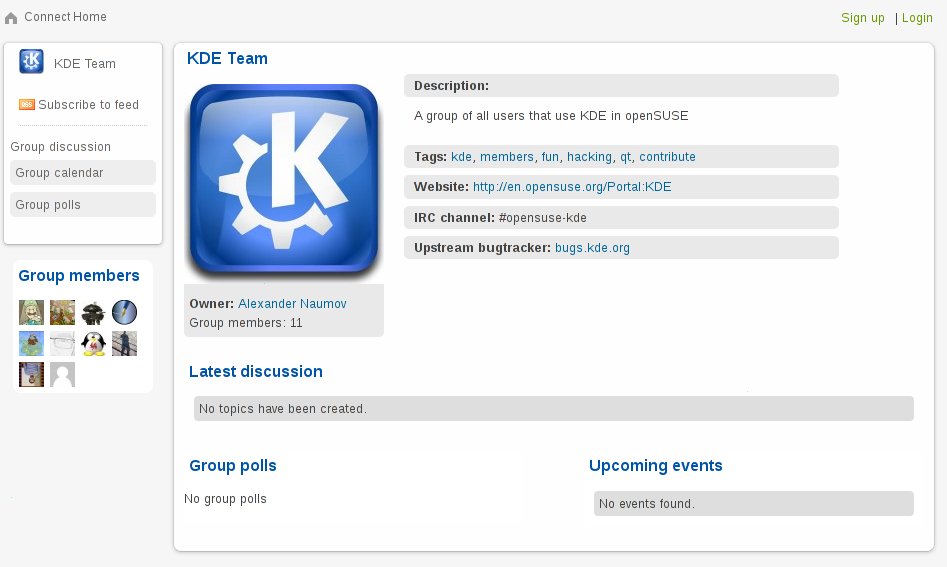 Connect Home
Sign up | Login
KDE Team
Subscribe to feed
Group discussion
Group calendar
Group polls
Group members
KDE Team
K
Owner: Alexander Naumov
Group members: 11
Description:
A group of all users that use KDE in openSUSE
Tags: kde, members, fun, hacking, qt, contribute
Website: http://en.opensuse.org/Portal:KDE
IRC channel: #opensuse-kde
Upstream bugtracker: bugs.kde.org
Latest discussion
No topics have been created.
Group polls
No group polls
Upcoming events
No events found.